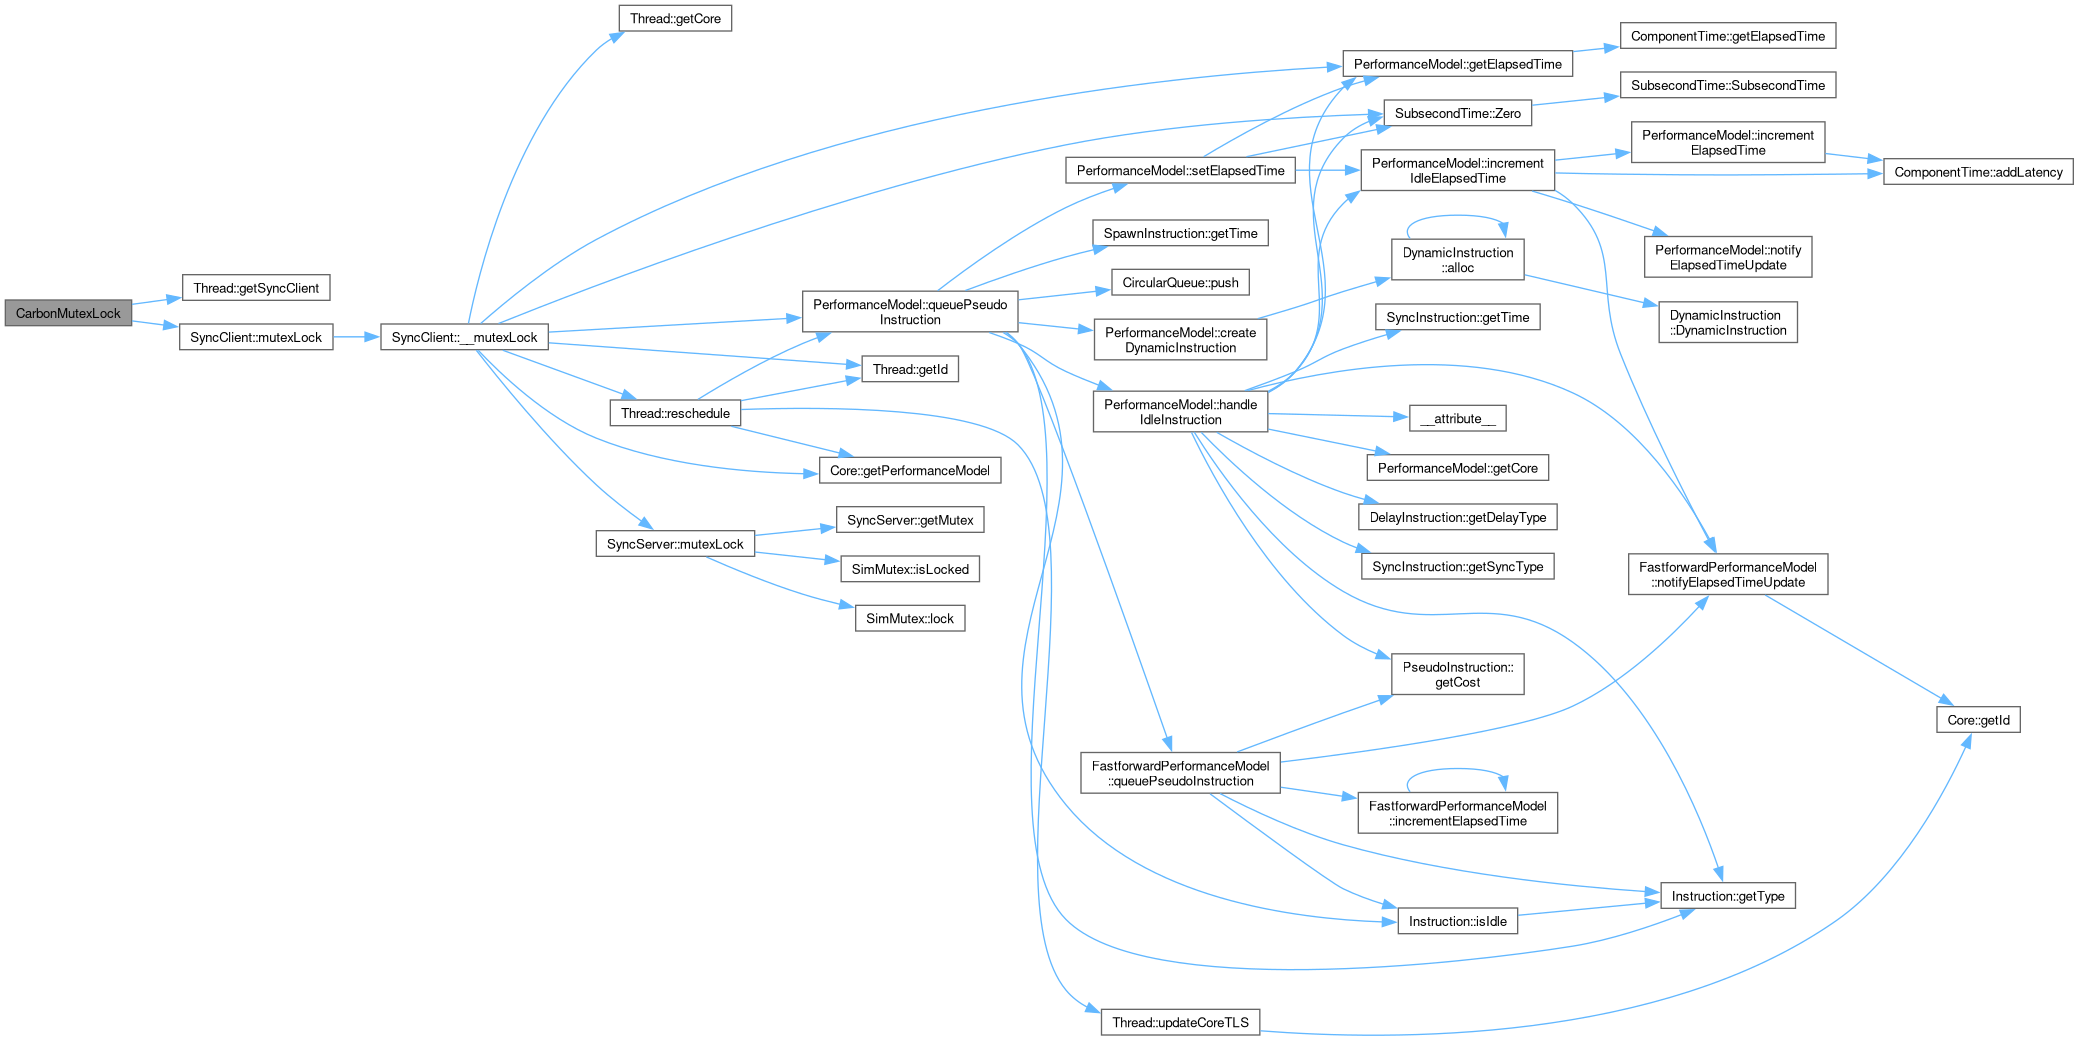 Thread::getCore
ComponentTime::getElapsedTime
PerformanceModel::getElapsedTime
SubsecondTime::SubsecondTime
SubsecondTime::Zero
PerformanceModel::increment
ElapsedTime
PerformanceModel::setElapsedTime
PerformanceModel::increment
IdleElapsedTime
ComponentTime::addLatency
SpawnInstruction::getTime
DynamicInstruction
::alloc
PerformanceModel::notify
ElapsedTimeUpdate
Thread::getSyncClient
CircularQueue::push
CarbonMutexLock
SyncClient::mutexLock
SyncClient::__mutexLock
PerformanceModel::queuePseudo
Instruction
PerformanceModel::create
DynamicInstruction
SyncInstruction::getTime
DynamicInstruction
::DynamicInstruction
Thread::getId
Thread::reschedule
PerformanceModel::handle
IdleInstruction
__attribute__
Core::getPerformanceModel
PerformanceModel::getCore
SyncServer::getMutex
DelayInstruction::getDelayType
SyncServer::mutexLock
SimMutex::isLocked
SyncInstruction::getSyncType
FastforwardPerformanceModel
::notifyElapsedTimeUpdate
SimMutex::lock
PseudoInstruction::
getCost
Core::getId
FastforwardPerformanceModel
::queuePseudoInstruction
FastforwardPerformanceModel
::incrementElapsedTime
Instruction::getType
Instruction::isIdle
Thread::updateCoreTLS